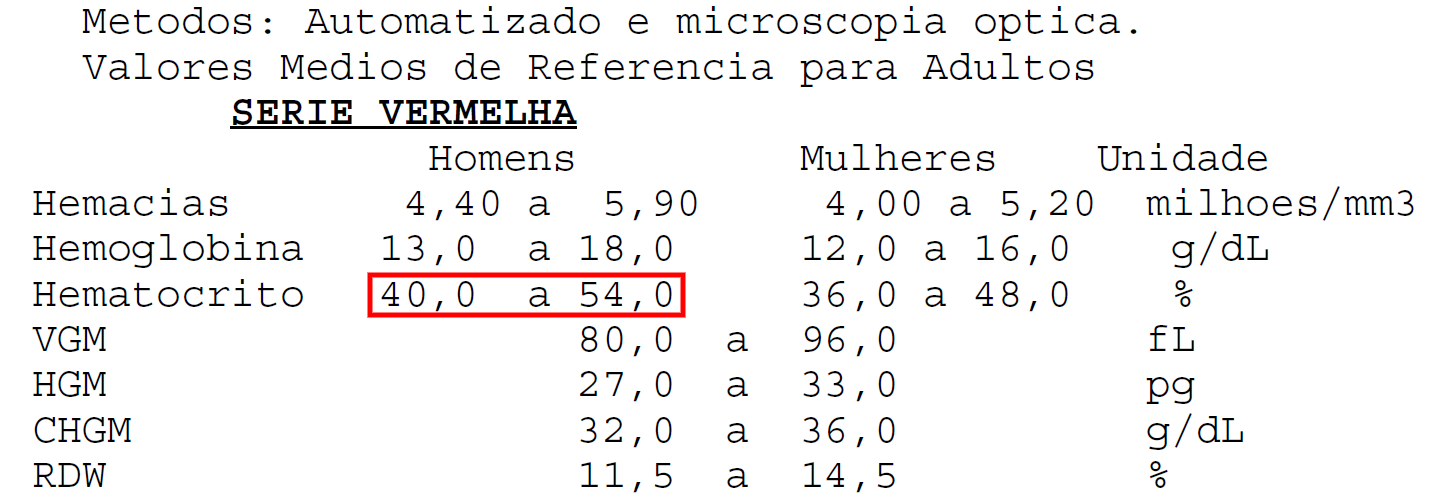 Metodos: Automatizado e microscopia optica.
Valores Medios de Referencia para Adultos
SERIE VERMELHA
Homens Mulheres Unidade
Hemacias 4,40 a 5,90 4,00 a 5,20 milhoes/mm3
Hemoglobina 13,0 a 18,0 12,0 a 16,0 g/dL
Hematocrito 40,0 a 54,0 36,0 a 48,0 %
VGM 80,0 a 96,0 fL
HGM 27,0 a 33,0 pg
CHGM 32,0 a 36,0 g/dL
RDW 11,5 a 14,5 %